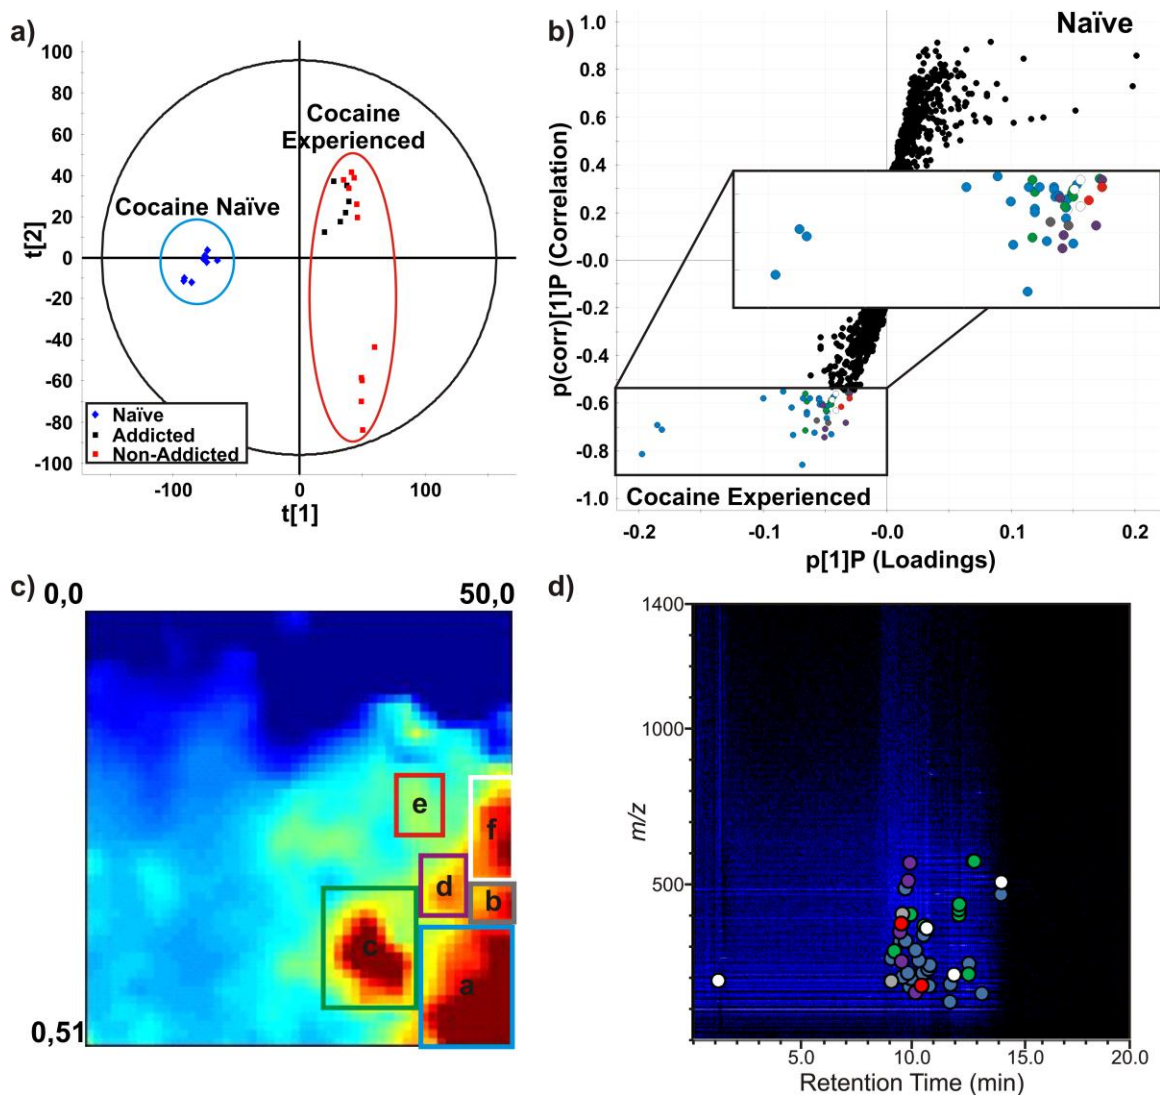 a)
100
80
60
40
20
0
-20
-40
-60
-80
-100
t[2]
Cocaine
Experienced
Cocaine Naïve
Naïve
Addicted
Non-Addicted
-100
0
100
t[1]
b)
Naïve
1.0
0.8
0.6
0.4
0.2
-0.0
-0.2
-0.4
-0.6
-0.8
-1.0
p(corr)[1]P (Correlation)
Cocaine Experienced
-0.2
-0.1
-0.0
0.1
0.2
p[1]P (Loadings)
c)
0,0
50,0
e
f
d
b
c
a
0,51
d)
1400
1000
500
m/z
5.0
10.0
15.0
20.0
Retention Time (min)